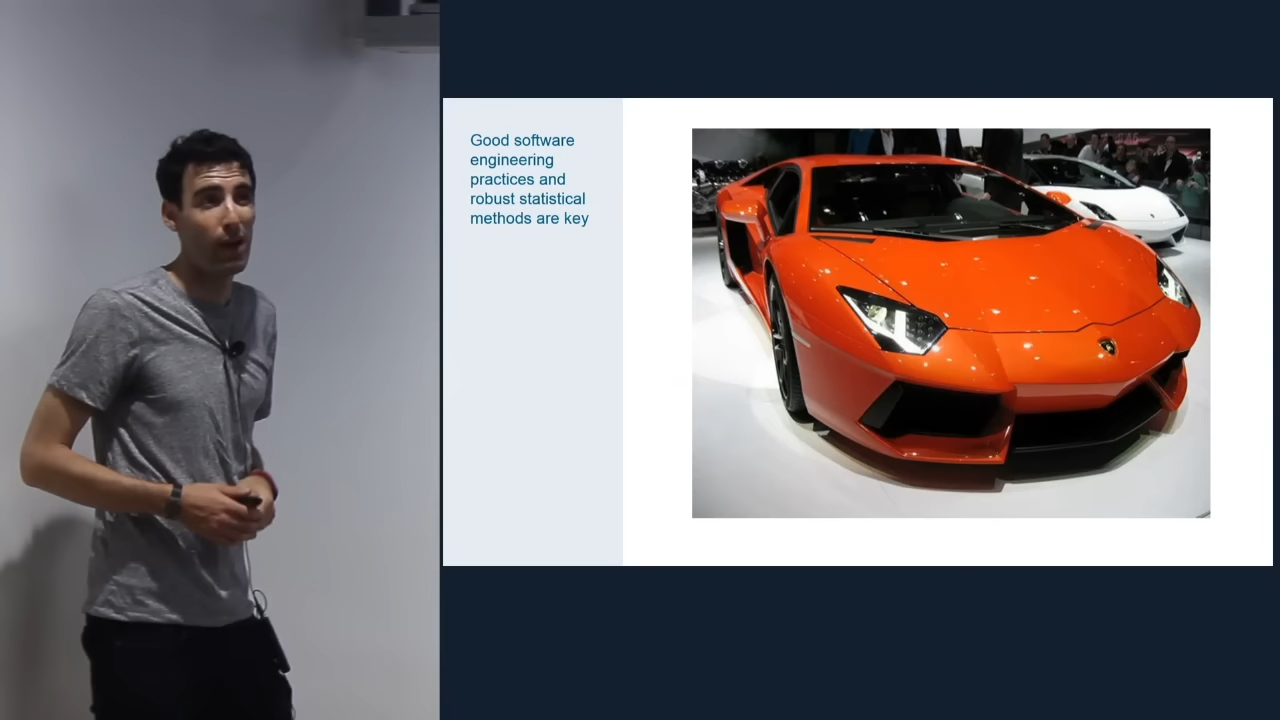 Good software
engineering
practices and
robust statistical
methods are key